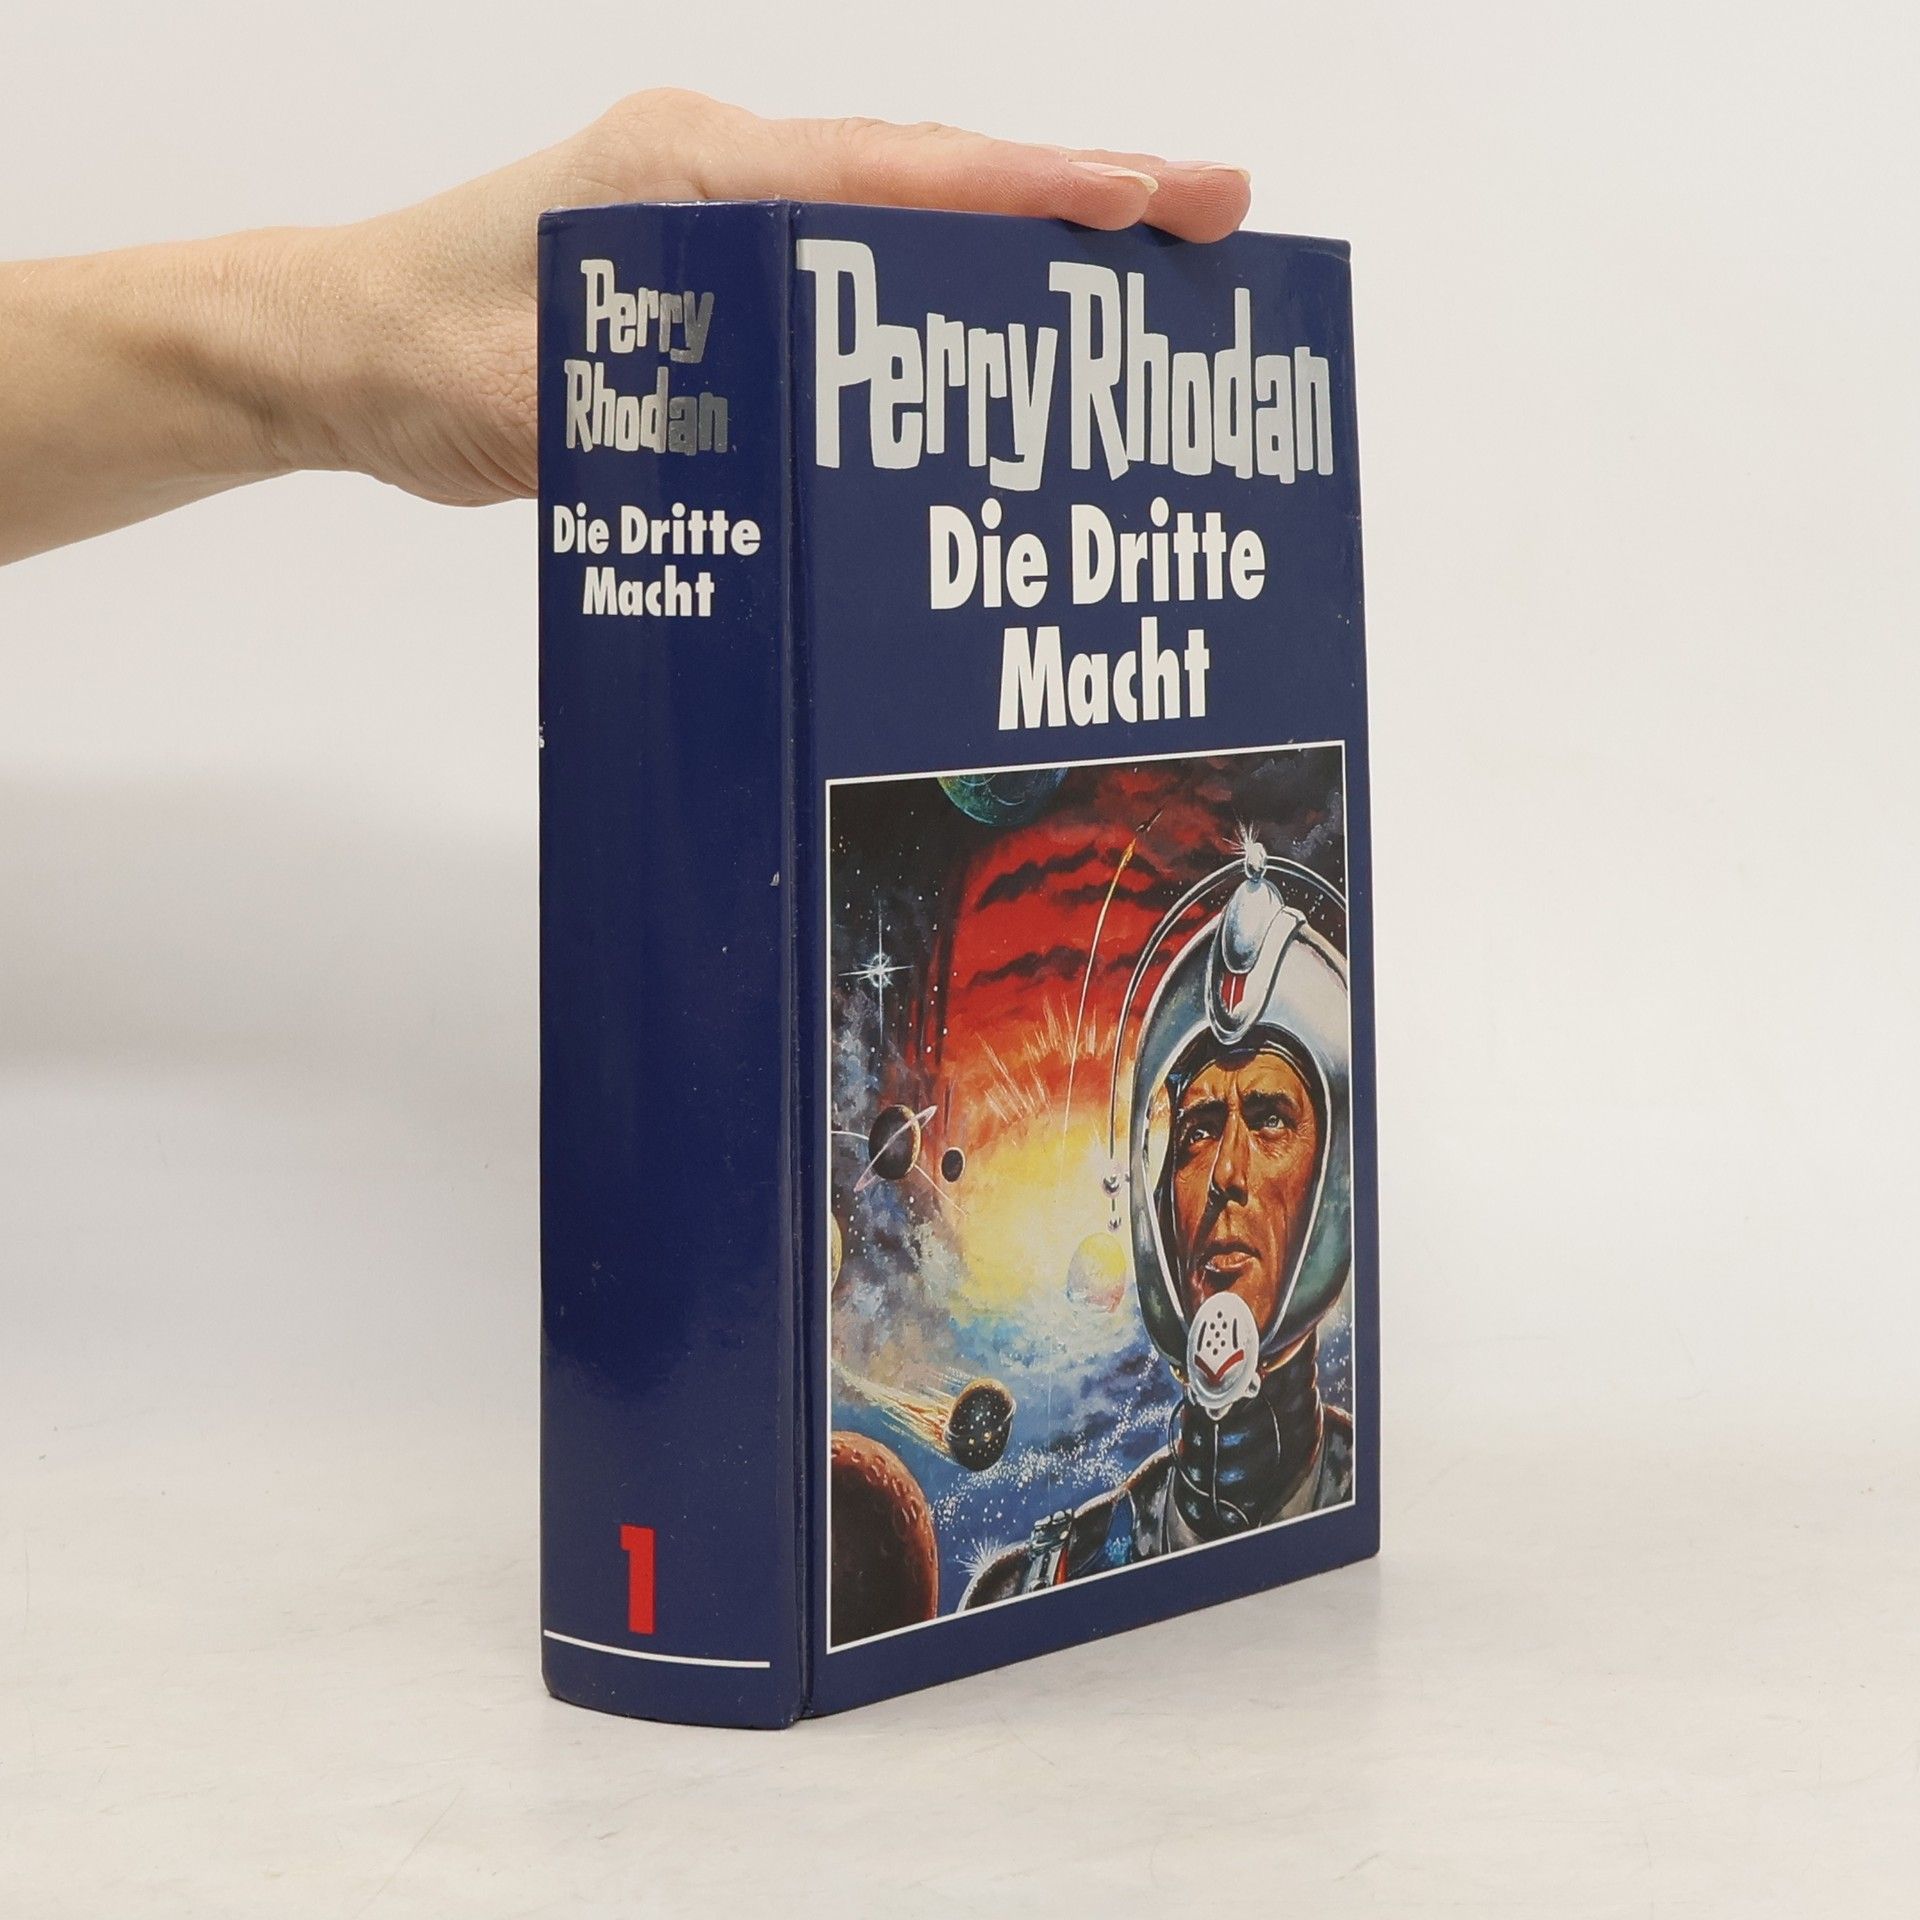 Perry
Rhodan
Die Dritte
Macht
1
Perry Rhodan
Die Dritte
Macht